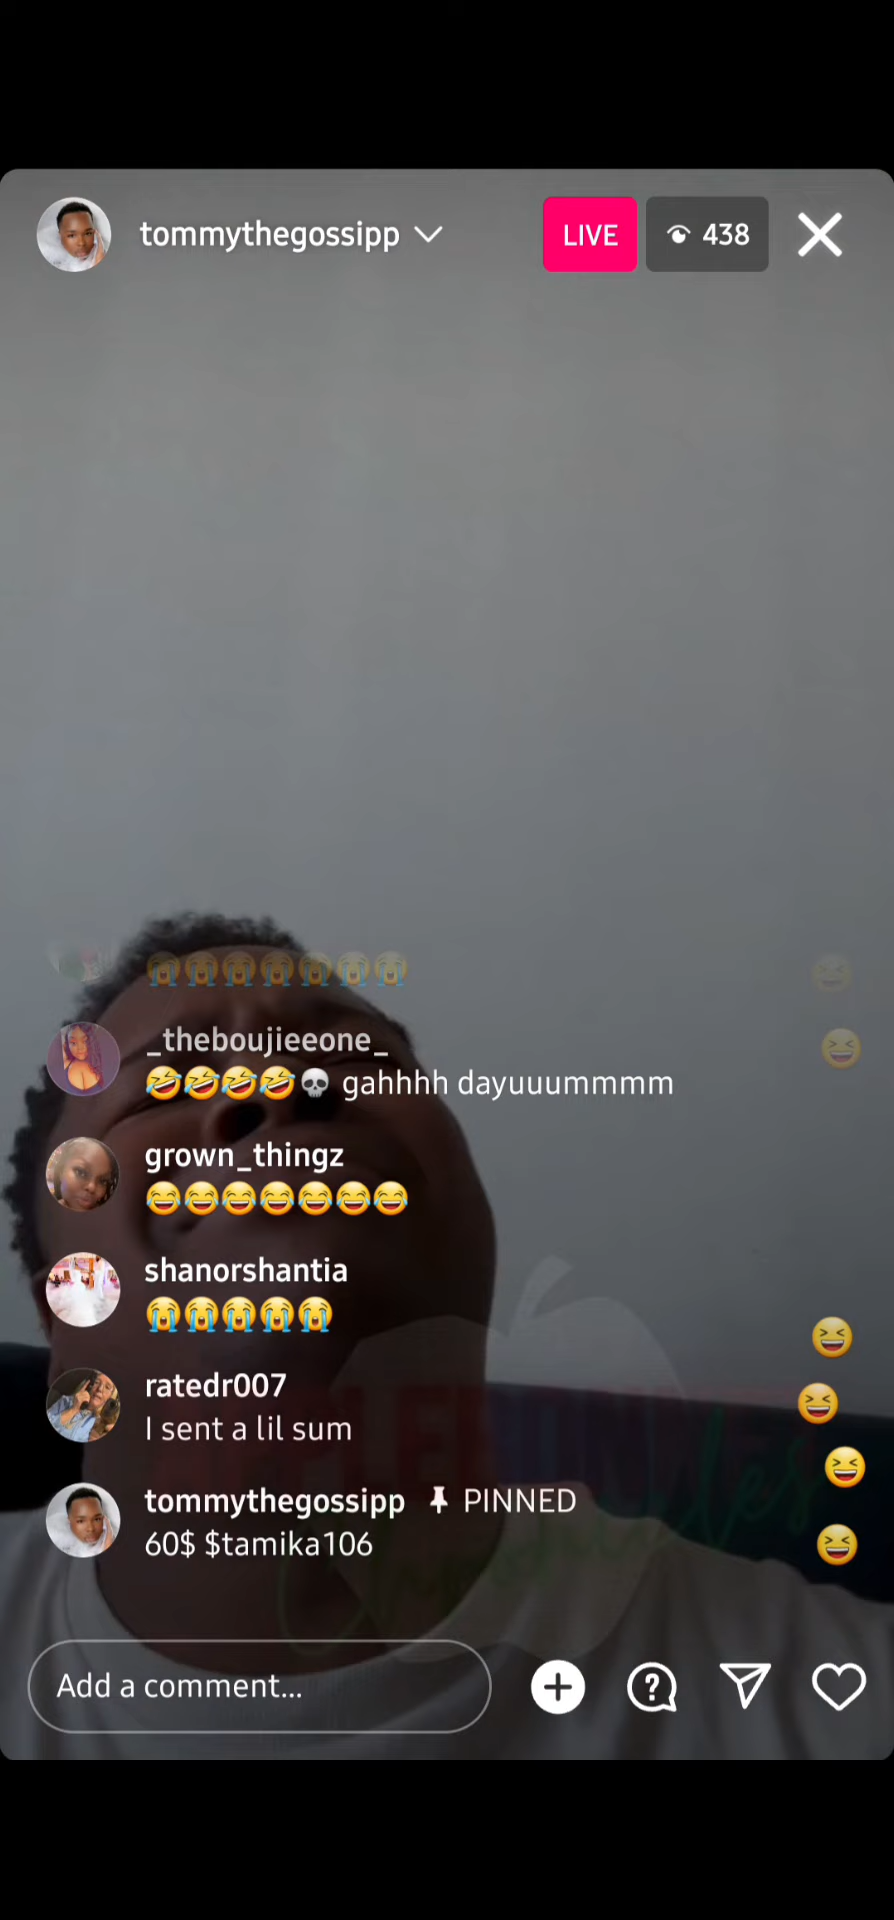 tommythegossipp
LIVE
438
😭😭😭😭😭😭😭
_theboujieeone_
🤣🤣🤣🤣💀 gahhhh dayuuummmm
grown_thingz
😂😂😂😂😂😂😂
shanorshantia
😭😭😭😭😭
ratedr007
I sent a lil sum
tommythegossipp PINNED
60$ $tamika106
Add a comment...